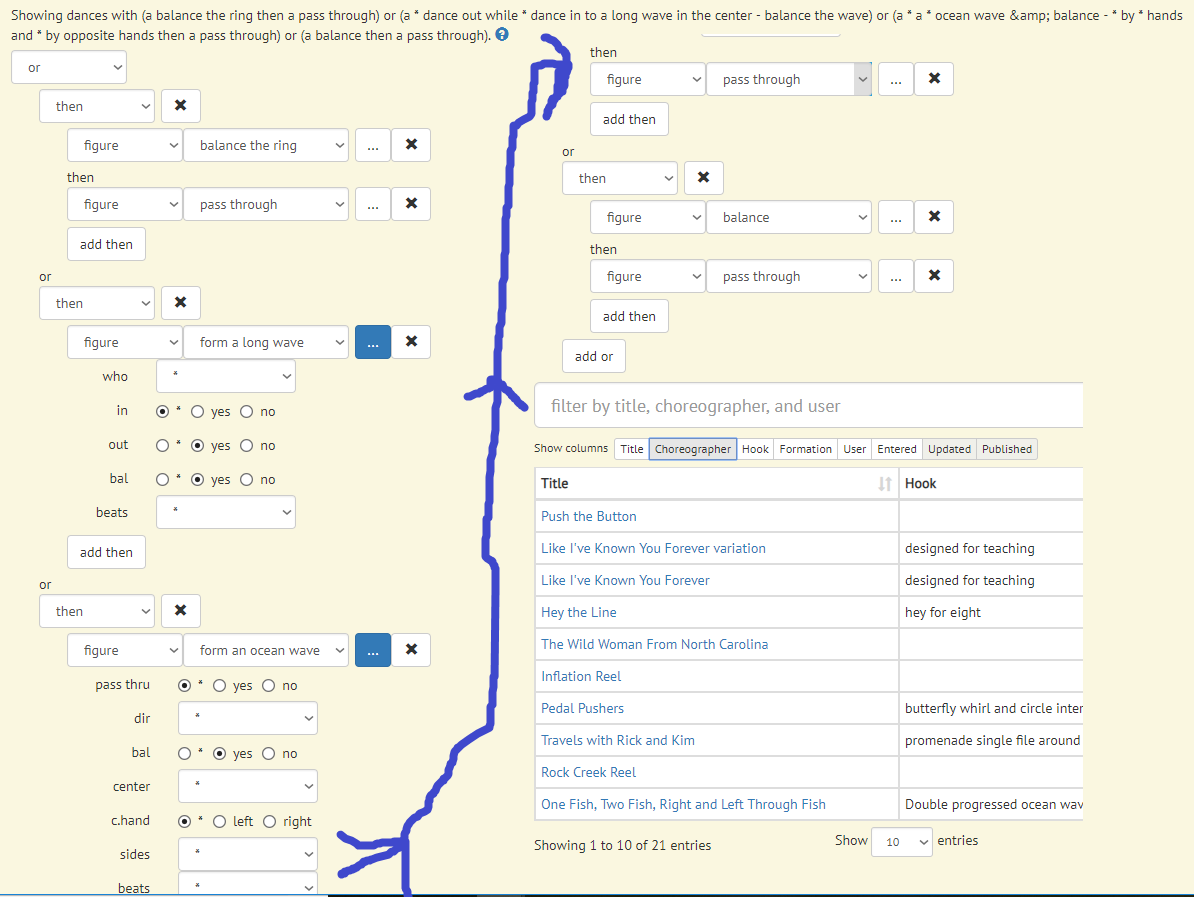 Showing dances with (a balance the ring then a pass through) or (a * dance out while * dance in to a long wave in the center - balance the wave) or (a * a * ocean wave &amp; balance - * by * hands
and * by opposite hands then a pass through) or (a balance then a pass through). ?
or
then ✖
figure balance the ring ... ✖
then
figure pass through ... ✖
add then
or
then ✖
figure form a long wave ... ✖
who *
in * yes no
out * yes no
bal * yes no
beats *
add then
or
then ✖
figure form an ocean wave ... ✖
pass thru * yes no
dir *
bal * yes no
center *
c.hand * left right
sides *
beats *
then
figure pass through ... ✖
add then
or
then ✖
figure balance ... ✖
then
figure pass through ... ✖
add then
add or
filter by title, choreographer, and user
Show columns Title Choreographer Hook Formation User Entered Updated Published
Title Hook
Push the Button
Like I've Known You Forever variation designed for teaching
Like I've Known You Forever designed for teaching
Hey the Line hey for eight
The Wild Woman From North Carolina
Inflation Reel
Pedal Pushers butterfly whirl and circle inter
Travels with Rick and Kim promenade single file around
Rock Creek Reel
One Fish, Two Fish, Right and Left Through Fish Double progressed ocean wav
Showing 1 to 10 of 21 entries Show 10 entries